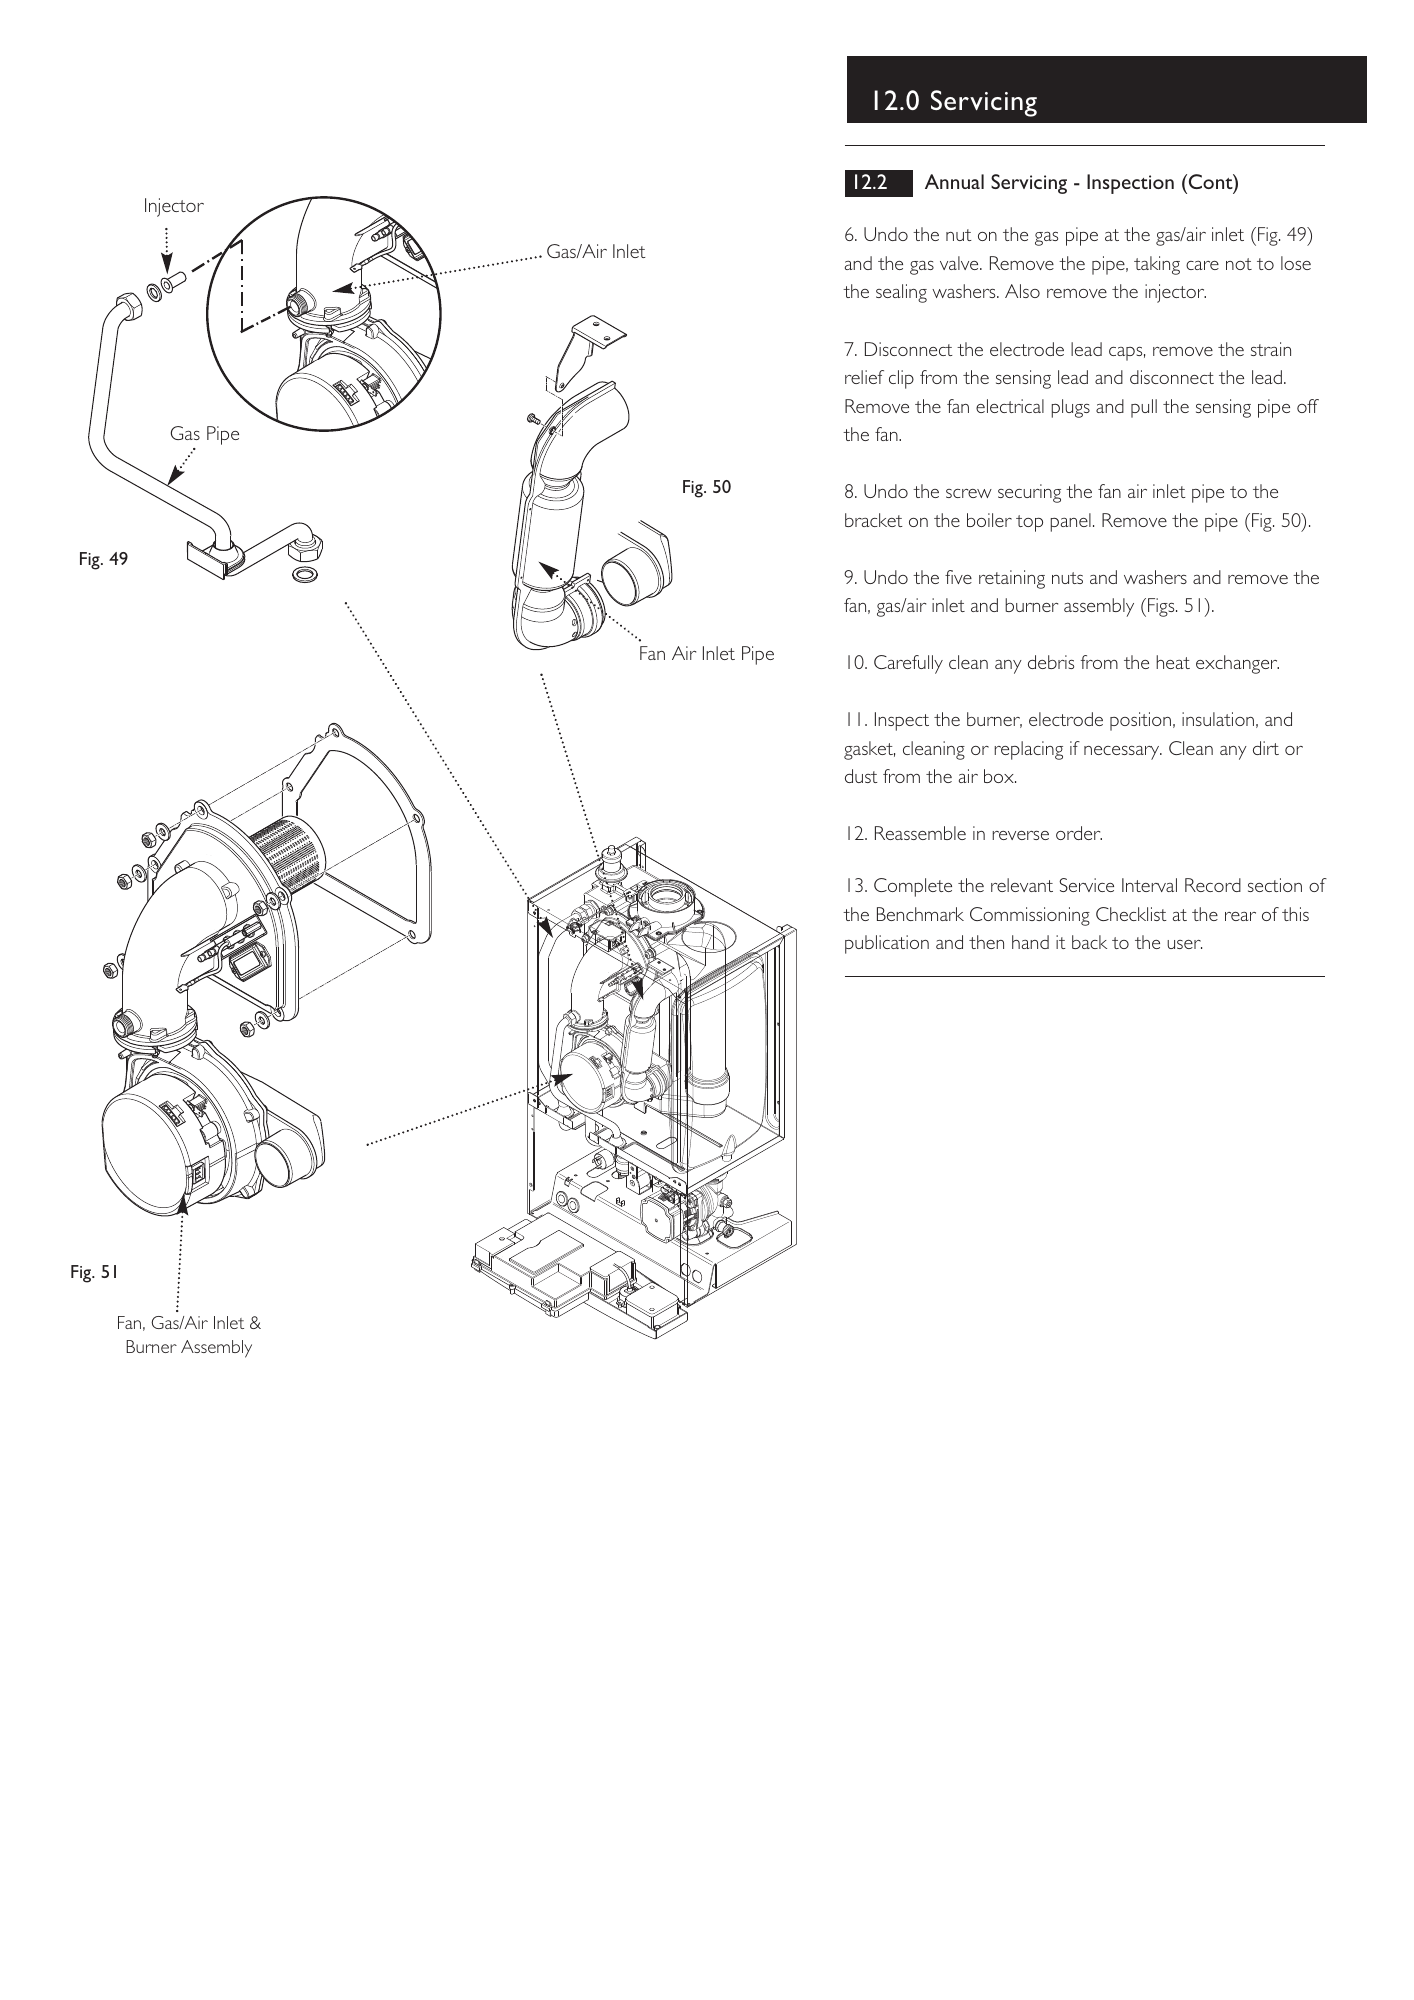 12.0 Servicing
12.2 Annual Servicing - Inspection (Cont)
6. Undo the nut on the gas pipe at the gas/air inlet (Fig. 49)
and the gas valve. Remove the pipe, taking care not to lose
the sealing washers. Also remove the injector.
7. Disconnect the electrode lead caps, remove the strain
relief clip from the sensing lead and disconnect the lead.
Remove the fan electrical plugs and pull the sensing pipe off
the fan.
8. Undo the screw securing the fan air inlet pipe to the
bracket on the boiler top panel. Remove the pipe (Fig. 50).
9. Undo the five retaining nuts and washers and remove the
fan, gas/air inlet and burner assembly (Figs. 51).
10. Carefully clean any debris from the heat exchanger.
11. Inspect the burner, electrode position, insulation, and
gasket, cleaning or replacing if necessary. Clean any dirt or
dust from the air box.
12. Reassemble in reverse order.
13. Complete the relevant Service Interval Record section of
the Benchmark Commissioning Checklist at the rear of this
publication and then hand it back to the user.
Injector
Gas/Air Inlet
Gas Pipe
Fig. 49
Fig. 50
Fan Air Inlet Pipe
Fig. 51
Fan, Gas/Air Inlet &
Burner Assembly